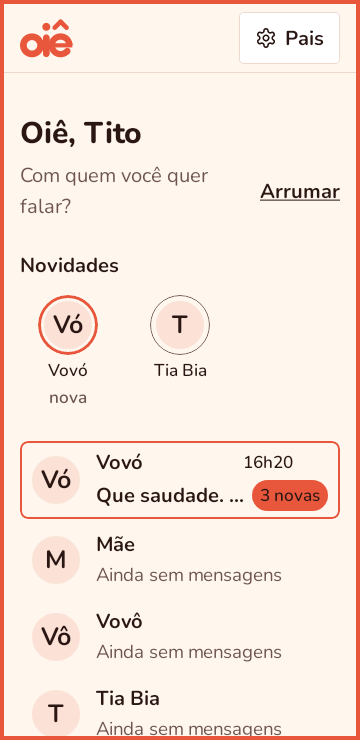 oiê
Pais
Oiê, Tito
Com quem você quer
falar?
Arrumar
Novidades
Vó
T
Vovó
Tia Bia
nova
Vó
Vovó
16h20
Que saudade. ...
3 novas
M
Mãe
Ainda sem mensagens
Vô
Vovô
Ainda sem mensagens
T
Tia Bia
Ainda sem mensagens